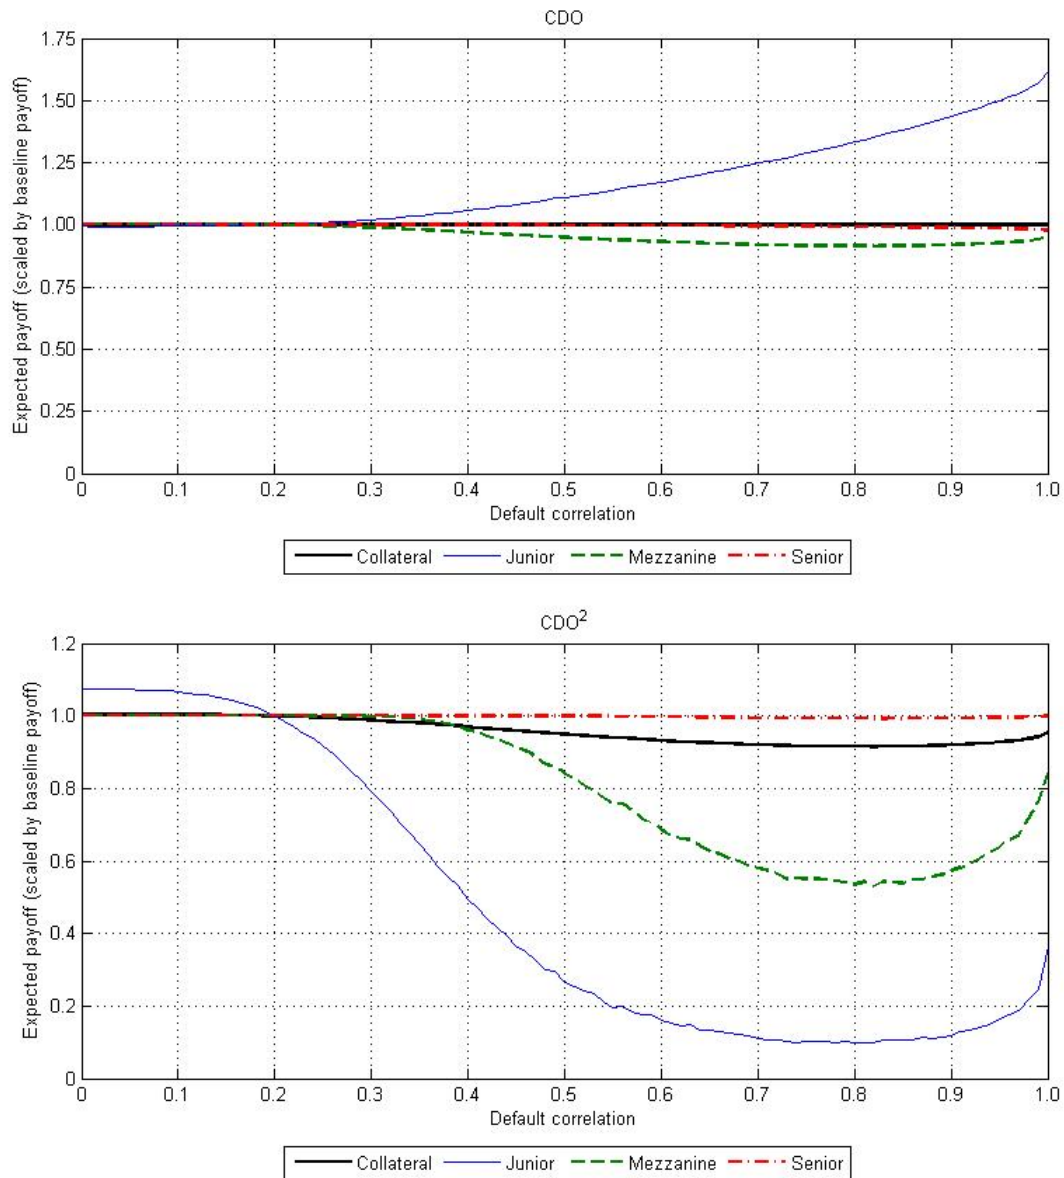 CDO
Expected payoff (scaled by baseline payoff)
1.75
1.50
1.25
1.00
0.75
0.50
0.25
0
0 0.1 0.2 0.3 0.4 0.5 0.6 0.7 0.8 0.9 1.0
Default correlation
Collateral Junior Mezzanine Senior
CDO²
Expected payoff (scaled by baseline payoff)
1.2
1.0
0.8
0.6
0.4
0.2
0
0 0.1 0.2 0.3 0.4 0.5 0.6 0.7 0.8 0.9 1.0
Default correlation
Collateral Junior Mezzanine Senior